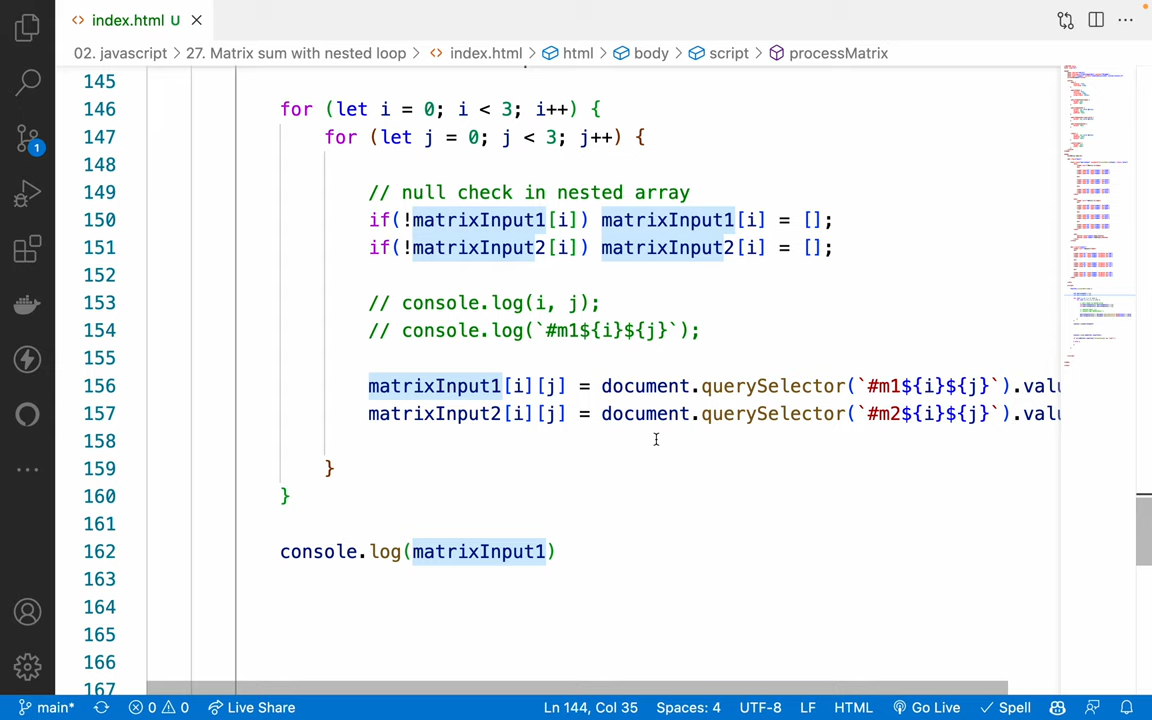 index.html U
02. javascript > 27. Matrix sum with nested loop > index.html > html > body > script > processMatrix
145
146 for (let i = 0; i < 3; i++) {
147 for (let j = 0; j < 3; j++) {
148
149 // null check in nested array
150 if(!matrixInput1[i]) matrixInput1[i] = [];
151 if(!matrixInput2[i]) matrixInput2[i] = [];
152
153 // console.log(i, j);
154 // console.log(`#m1${i}${j}`);
155
156 matrixInput1[i][j] = document.querySelector(`#m1${i}${j}`).valu
157 matrixInput2[i][j] = document.querySelector(`#m2${i}${j}`).valu
158
159 }
160 }
161
162 console.log(matrixInput1)
163
164
165
166
167
1
main* 0 0 Live Share Ln 144, Col 35 Spaces: 4 UTF-8 LF HTML Go Live Spell